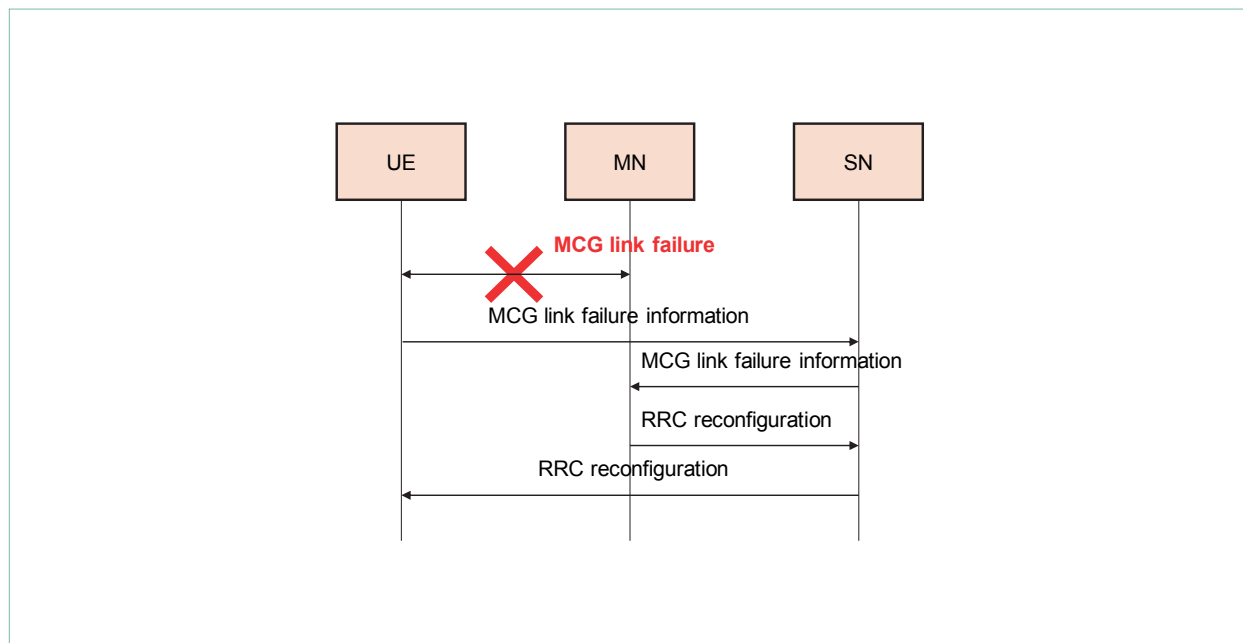 UE
MN
SN
MCG link failure
MCG link failure information
MCG link failure information
RRC reconfiguration
RRC reconfiguration